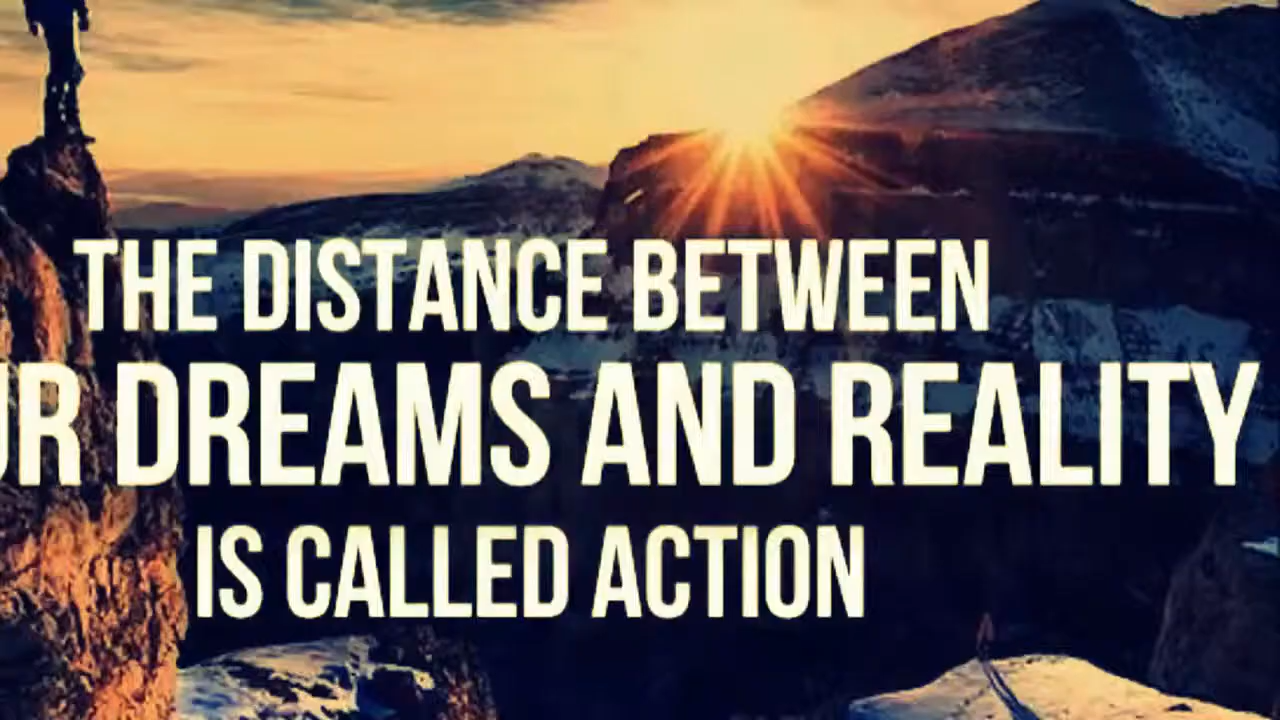 THE DISTANCE BETWEEN
UR DREAMS AND REALITY
IS CALLED ACTION